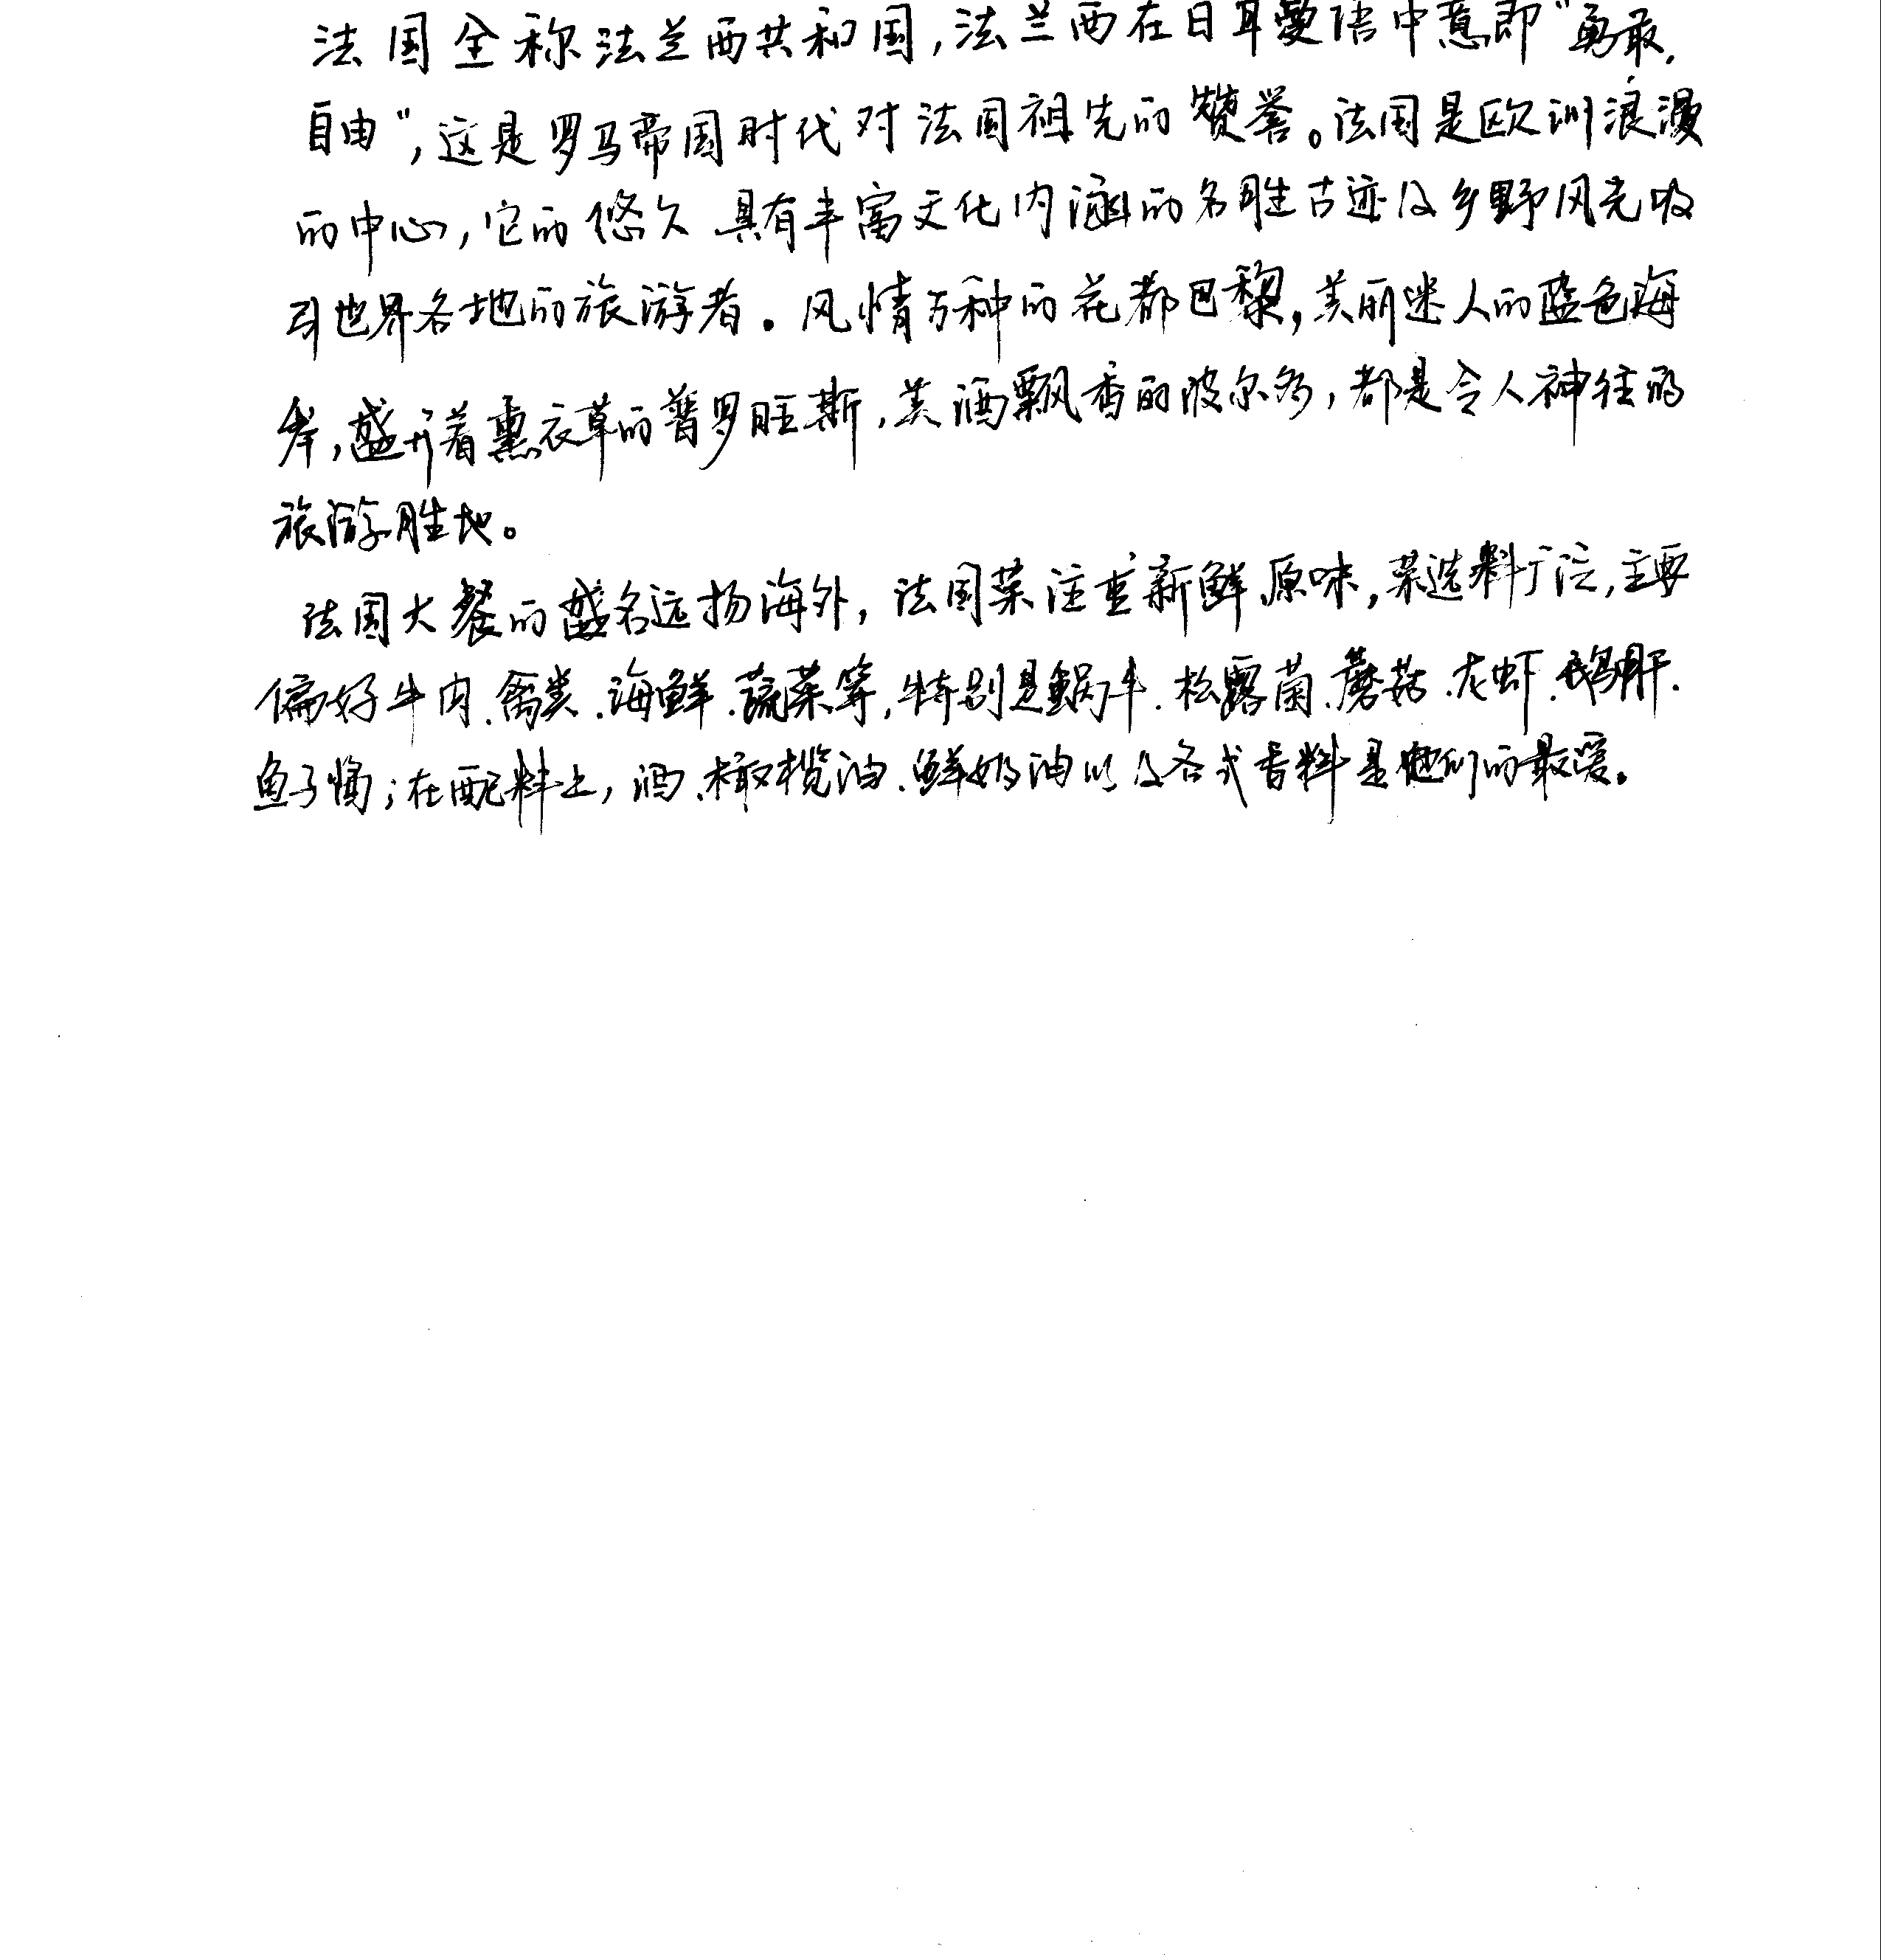 法国全称法兰西共和国,法兰西在日耳曼语中意即“勇敢、
自由”,这是罗马帝国时代对法国祖先的赞誉。法国是欧洲浪漫
的中心,它的悠久、具有丰富文化内涵的名胜古迹及乡野风光吸
引世界各地的旅游者。风情万种的花都巴黎,美丽迷人的蓝色海
岸,盛开着熏衣草的普罗旺斯,美酒飘香的波尔多,都是令人神往的
旅游胜地。
法国大餐的盛名远扬海外,法国菜注重新鲜、原味,菜选料广泛,主要
偏好牛肉、禽类、海鲜、蔬菜等,特别是蜗牛、松露菌、蘑菇、龙虾、鹅肝、
鱼子酱;在配料上,酒、橄榄油、鲜奶油以及各式香料是他们的最爱。